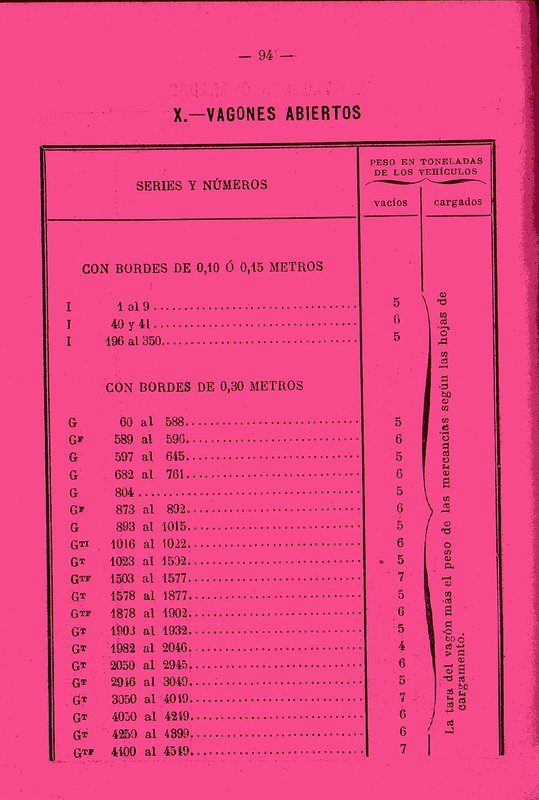 — 94 —
X.—VAGONES ABIERTOS
SERIES Y NÚMEROS
PESO EN TONELADAS
DE LOS VEHÍCULOS
vacíos
cargados
CON BORDES DE 0,10 Ó 0,15 METROS
I 1 al 9 5
I 40 y 41 6
I 196 al 350 5
CON BORDES DE 0,30 METROS
G 60 al 588 5
GF 589 al 596 6
G 597 al 645 5
G 682 al 761 6
G 804 5
GF 873 al 892 6
G 893 al 1015 5
GTI 1016 al 1022 6
GT 1023 al 1502 5
GTF 1503 al 1577 7
GT 1578 al 1877 5
GTF 1878 al 1902 6
GT 1903 al 1932 5
GT 1982 al 2046 4
GT 2050 al 2945 6
GT 2946 al 3049 5
GT 3050 al 4049 7
GT 4050 al 4249 6
GT 4250 al 4399 6
GTF 4400 al 4549 7
La tara del vagón más el peso de las mercancías según las hojas de
cargamento.